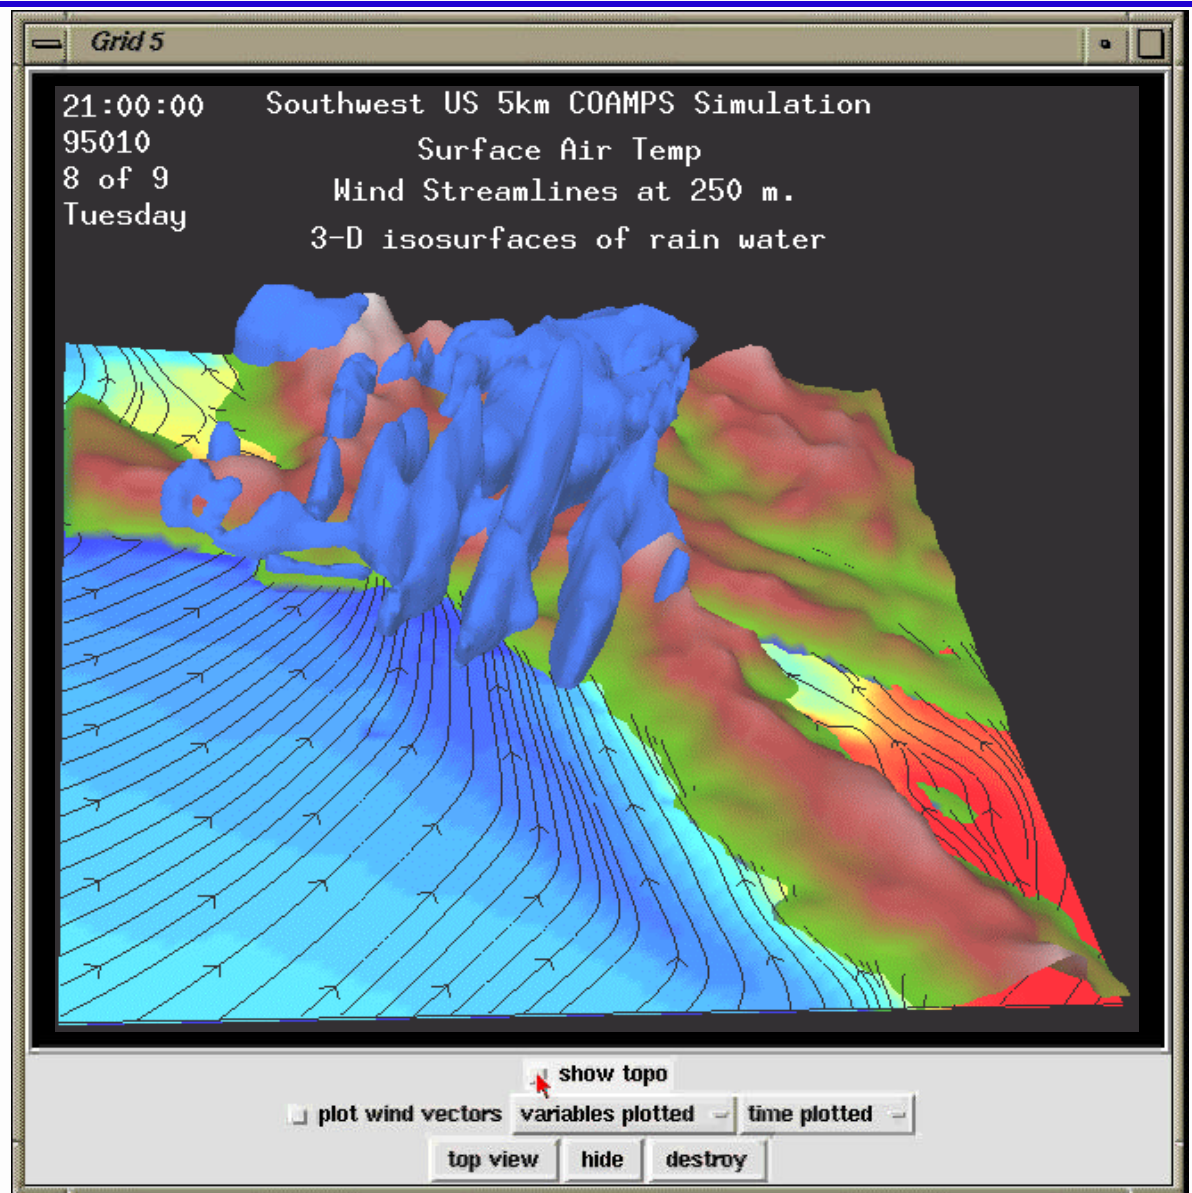 Grid 5
21:00:00
95010
8 of 9
Tuesday
Southwest US 5km COAMPS Simulation
Surface Air Temp
Wind Streamlines at 250 m.
3-D isosurfaces of rain water
show topo
plot wind vectors variables plotted time plotted
top view hide destroy